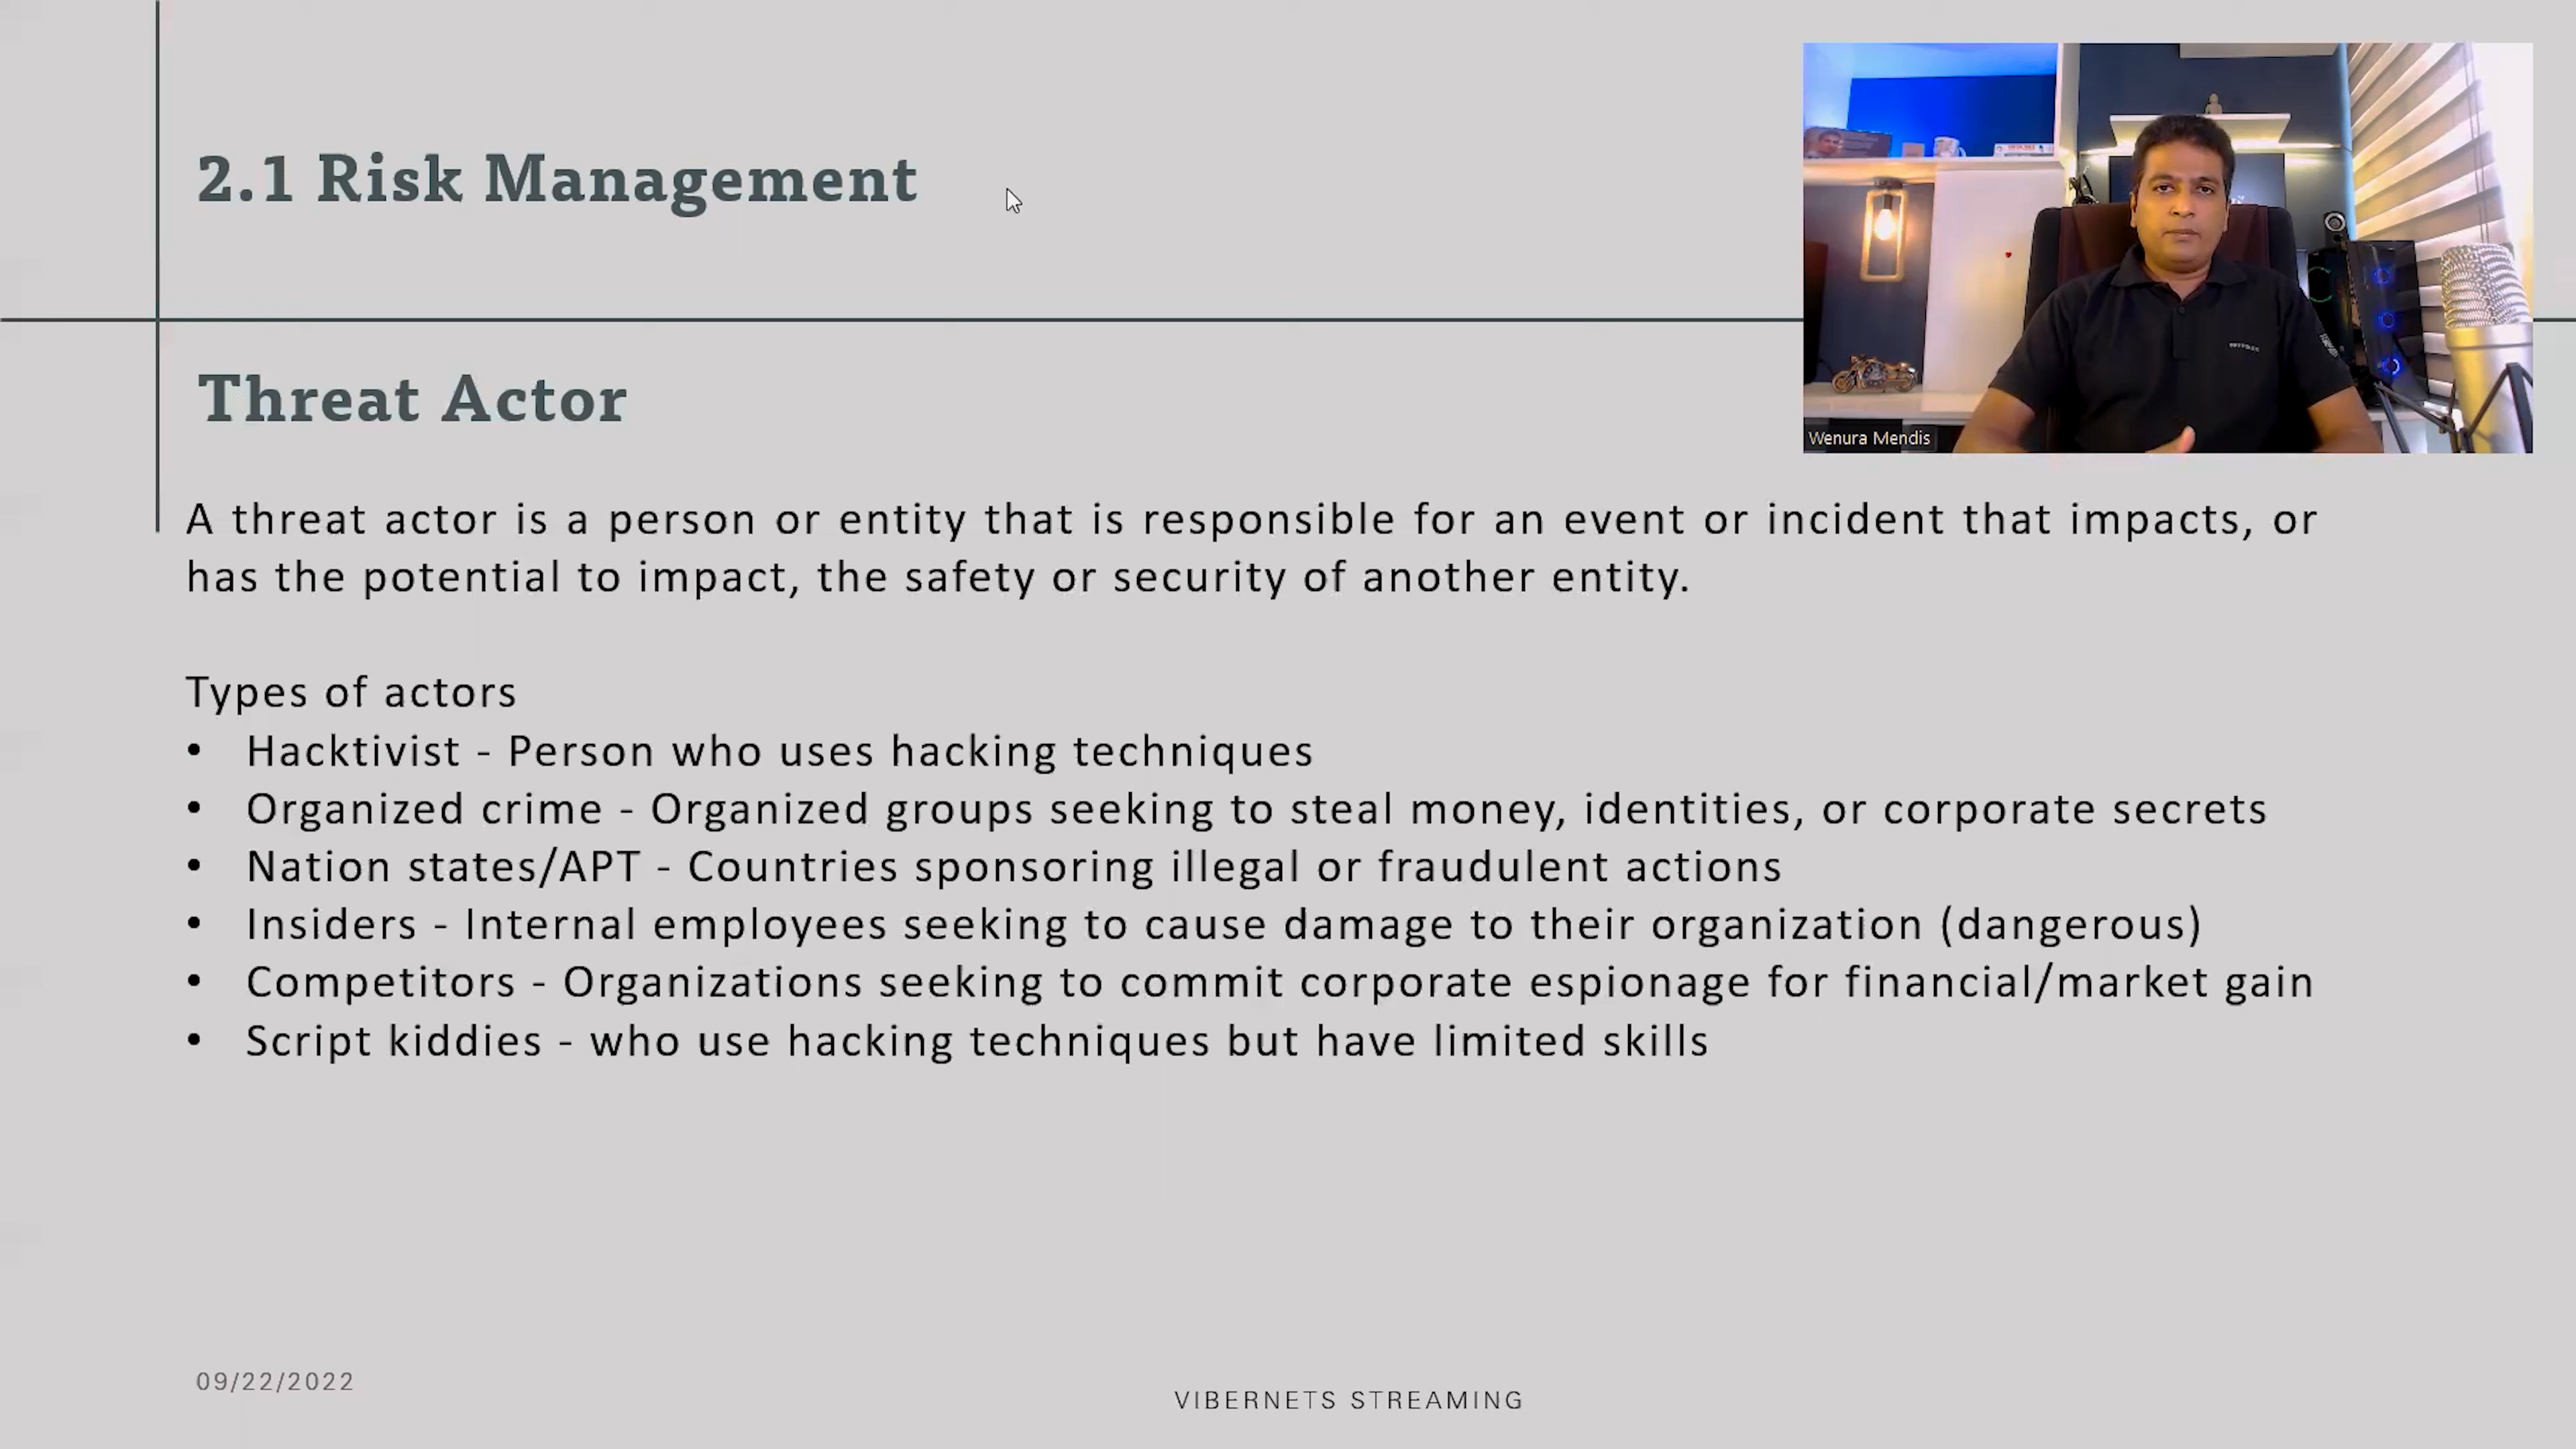 2.1 Risk Management
Wenura Mendis
Threat Actor
A threat actor is a person or entity that is responsible for an event or incident that impacts, or
has the potential to impact, the safety or security of another entity.
Types of actors
• Hacktivist - Person who uses hacking techniques
• Organized crime - Organized groups seeking to steal money, identities, or corporate secrets
• Nation states/APT - Countries sponsoring illegal or fraudulent actions
• Insiders - Internal employees seeking to cause damage to their organization (dangerous)
• Competitors - Organizations seeking to commit corporate espionage for financial/market gain
• Script kiddies - who use hacking techniques but have limited skills
09/22/2022
VIBERNETS STREAMING